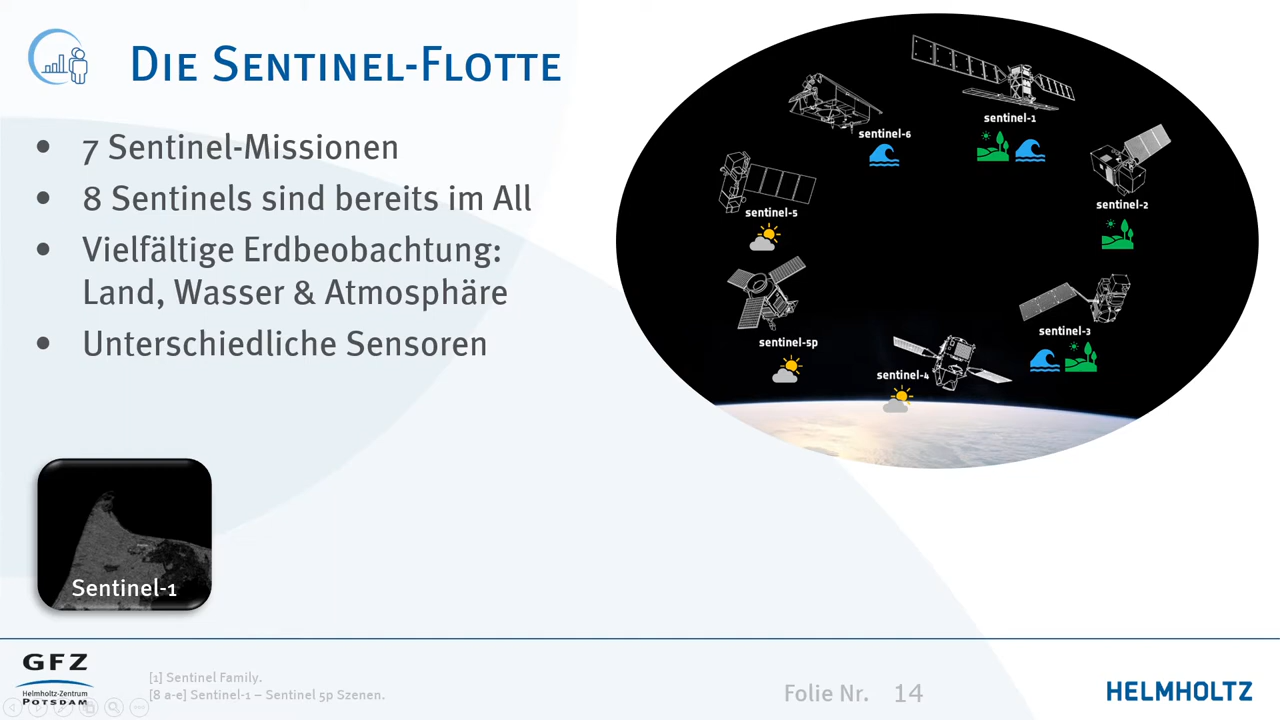 Die Sentinel-Flotte
• 7 Sentinel-Missionen
• 8 Sentinels sind bereits im All
• Vielfältige Erdbeobachtung:
Land, Wasser & Atmosphäre
• Unterschiedliche Sensoren
sentinel-1
sentinel-6
sentinel-2
sentinel-5
sentinel-3
sentinel-5p
sentinel-4
Sentinel-1
GFZ
Helmholtz-Zentrum
POTSDAM
[1] Sentinel Family.
[8 a-e] Sentinel-1 – Sentinel 5p Szenen.
Folie Nr. 14
HELMHOLTZ